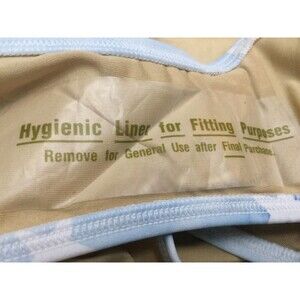 Hygienic Liner for Fitting Purposes
Remove for General Use after Final Purchase.